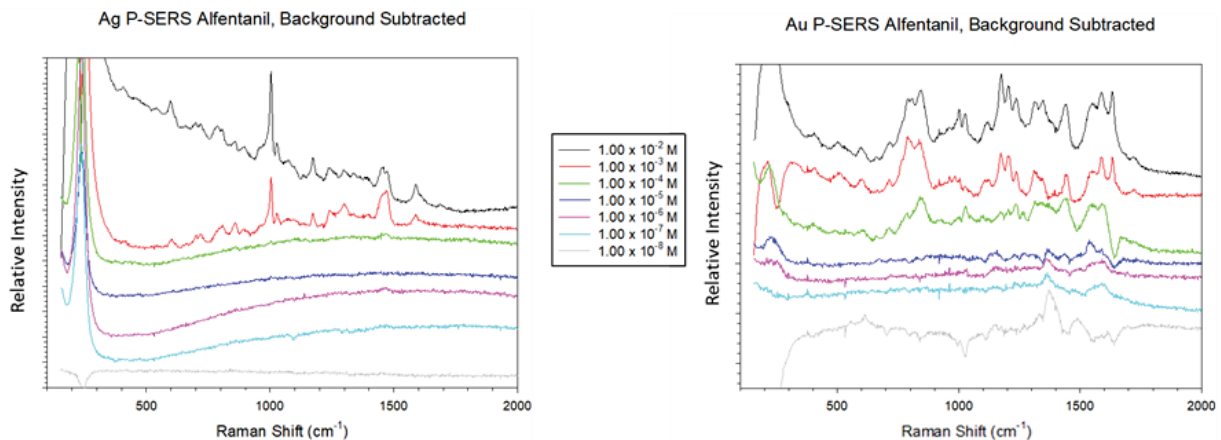 Ag P-SERS Alfentanil, Background Subtracted
Relative Intensity
500 1000 1500 2000
Raman Shift (cm⁻¹)
1.00 x 10⁻² M
1.00 x 10⁻³ M
1.00 x 10⁻⁴ M
1.00 x 10⁻⁵ M
1.00 x 10⁻⁶ M
1.00 x 10⁻⁷ M
1.00 x 10⁻⁸ M
Au P-SERS Alfentanil, Background Subtracted
Relative Intensity
500 1000 1500 2000
Raman Shift (cm⁻¹)